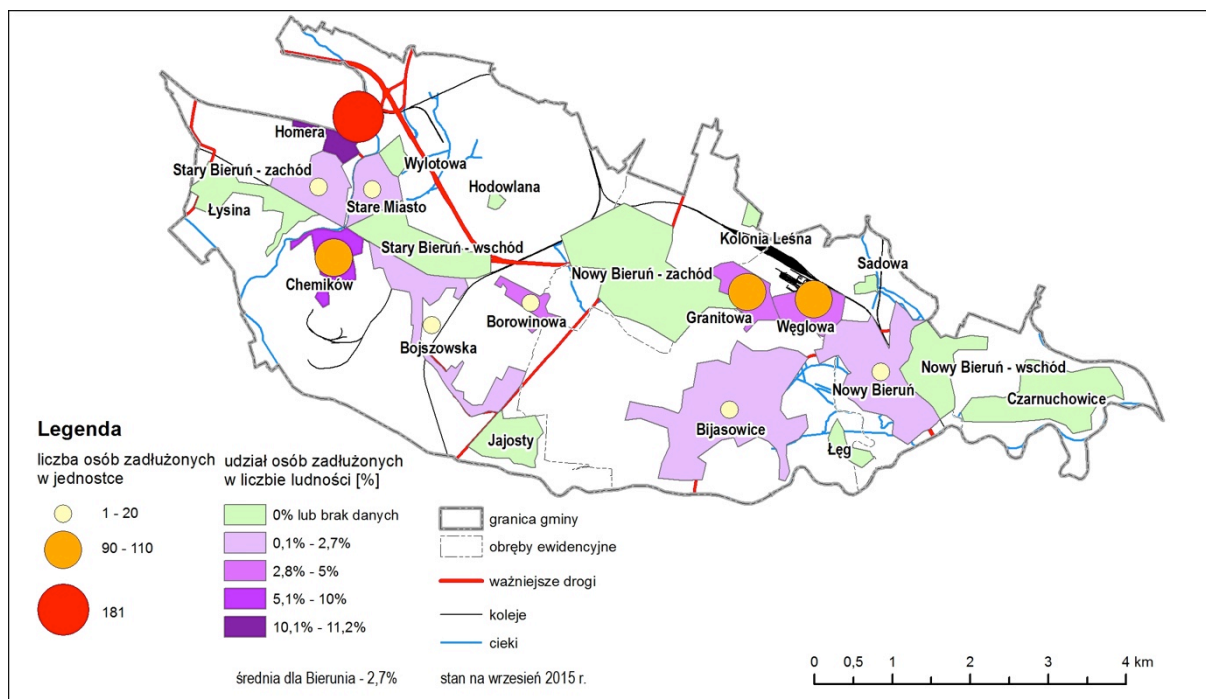 Homera
Wylotowa
Stary Bieruń - zachód
Hodowlana
Łysina
Stare Miasto
Stary Bieruń - wschód
Kolonia Leśna
Sadowa
Nowy Bieruń - zachód
Chemików
Borowinowa
Granitowa
Węglowa
Bojszowska
Nowy Bieruń - wschód
Nowy Bieruń
Czarnuchowice
Bijasowice
Jajosty
Łęg
Legenda
liczba osób zadłużonych
w jednostce
1 - 20
90 - 110
181
udział osób zadłużonych
w liczbie ludności [%]
0% lub brak danych
0,1% - 2,7%
2,8% - 5%
5,1% - 10%
10,1% - 11,2%
średnia dla Bierunia - 2,7%
granica gminy
obręby ewidencyjne
ważniejsze drogi
koleje
cieki
stan na wrzesień 2015 r.
0 0,5 1 2 3 4 km